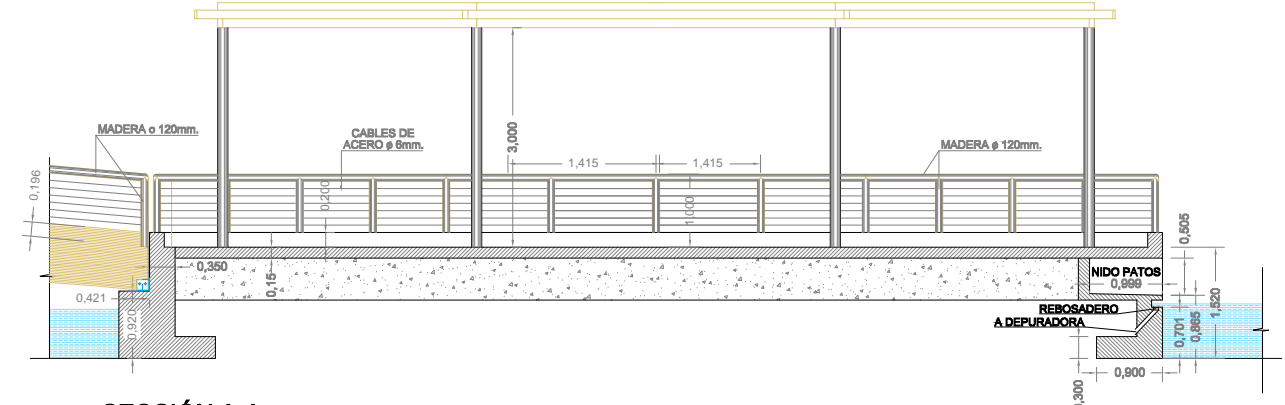 MADERA o 120mm.
CABLES DE
ACERO ø 6mm.
3,000
1,415
1,415
MADERA ø 120mm.
0,196
0,200
1,000
0,505
0,350
0,15
NIDO PATOS
0,999
0,421
0,920
REBOSADERO
A DEPURADORA
0,701
0,865
1,520
0,900
0,300